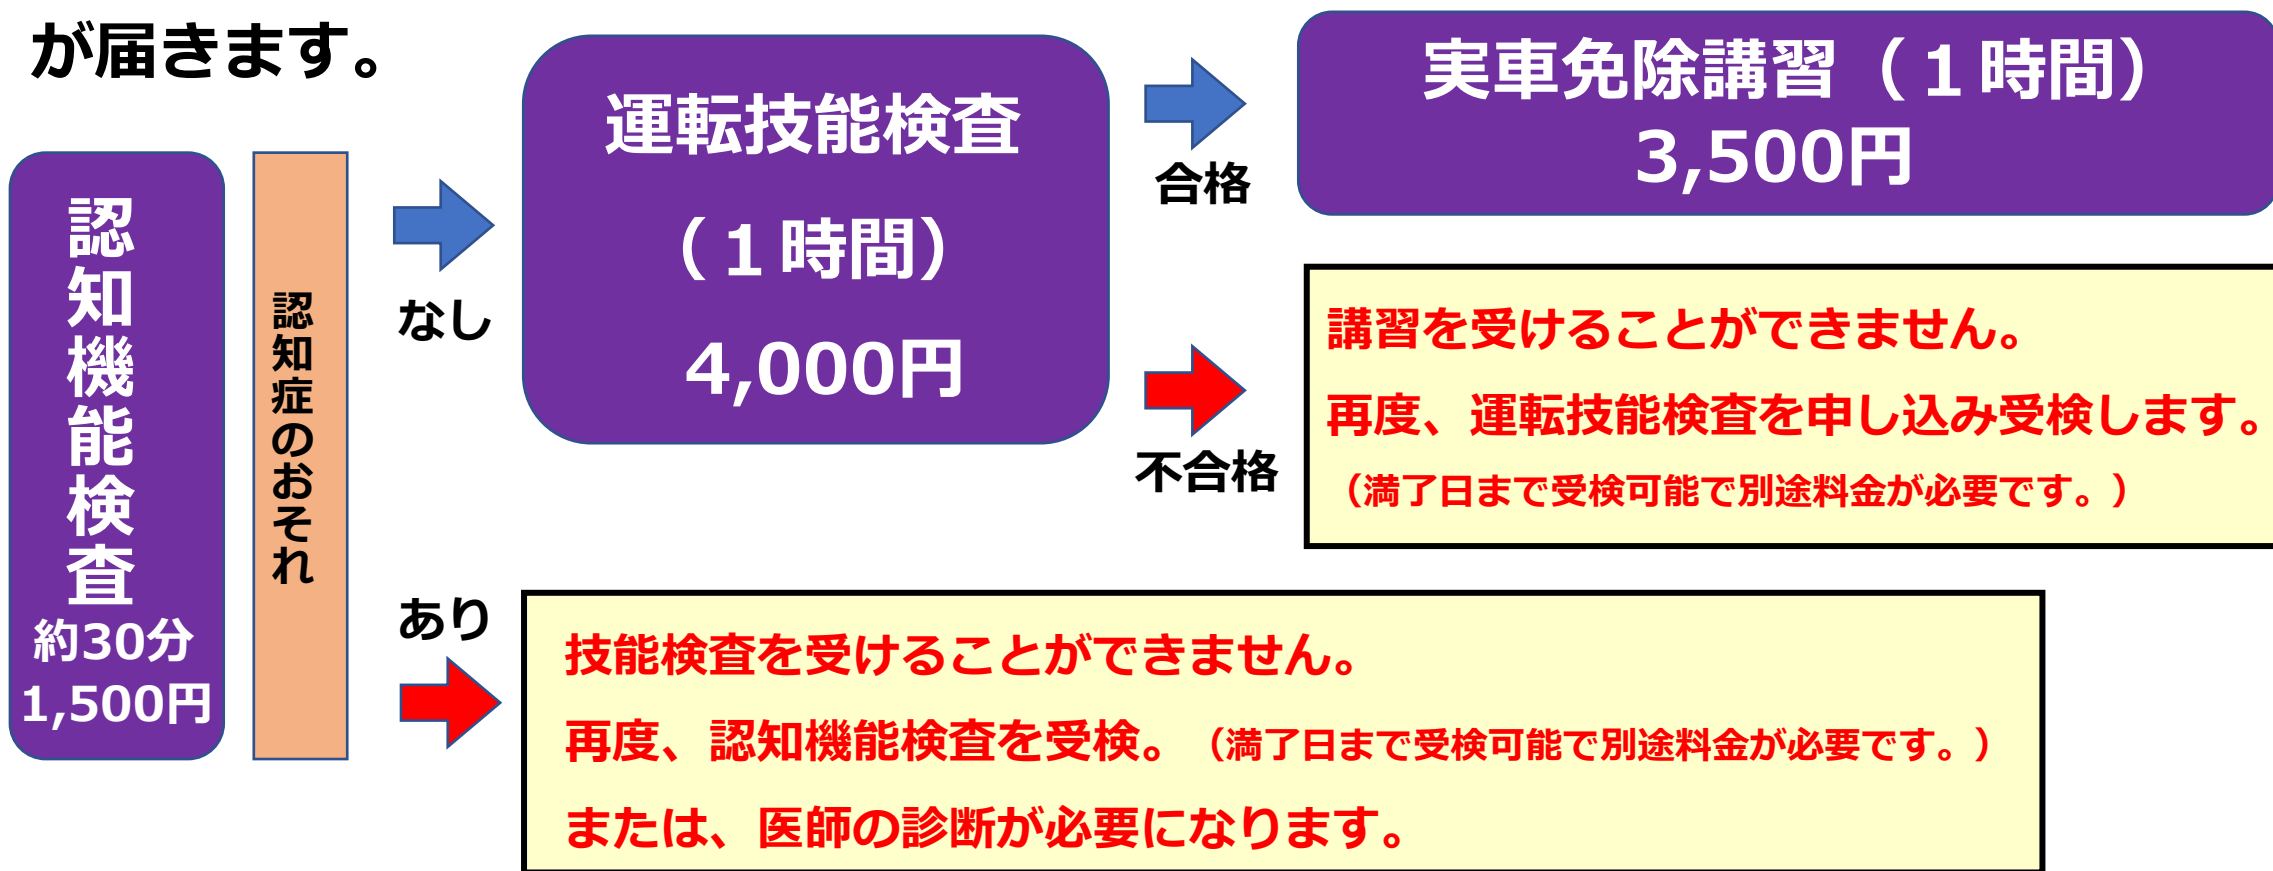 が届きます。
認知機能検査
約30分
1,500円
認知症のおそれ
なし
運転技能検査
（１時間）
4,000円
合格
実車免除講習（１時間）
3,500円
不合格
講習を受けることができません。
再度、運転技能検査を申し込み受検します。
（満了日まで受検可能で別途料金が必要です。）
あり
技能検査を受けることができません。
再度、認知機能検査を受検。（満了日まで受検可能で別途料金が必要です。）
または、医師の診断が必要になります。